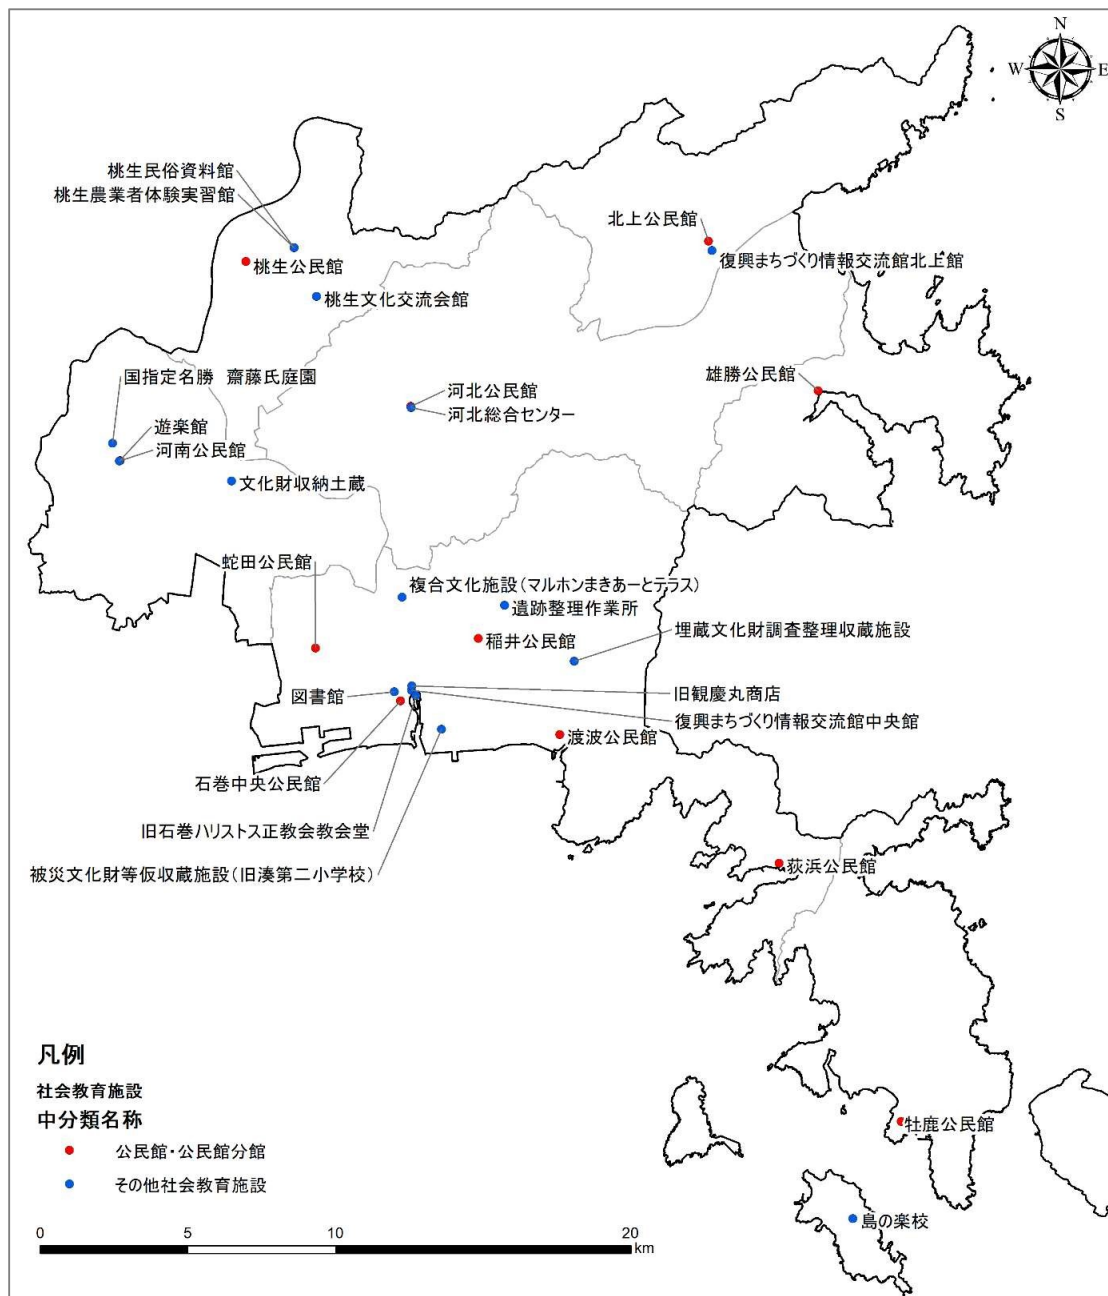 N
W E
S
桃生民俗資料館
桃生農業者体験実習館
桃生公民館
桃生文化交流会館
北上公民館
復興まちづくり情報交流館北上館
国指定名勝　齋藤氏庭園
遊楽館
河南公民館
文化財収納土蔵
河北公民館
河北総合センター
雄勝公民館
蛇田公民館
複合文化施設(マルホンまきあーとテラス)
遺跡整理作業所
稲井公民館
埋蔵文化財調査整理収蔵施設
図書館
旧観慶丸商店
復興まちづくり情報交流館中央館
渡波公民館
石巻中央公民館
旧石巻ハリストス正教会教会堂
被災文化財等仮収蔵施設(旧湊第二小学校)
荻浜公民館
牡鹿公民館
島の楽校
凡例
社会教育施設
中分類名称
公民館・公民館分館
その他社会教育施設
0 5 10 20
km